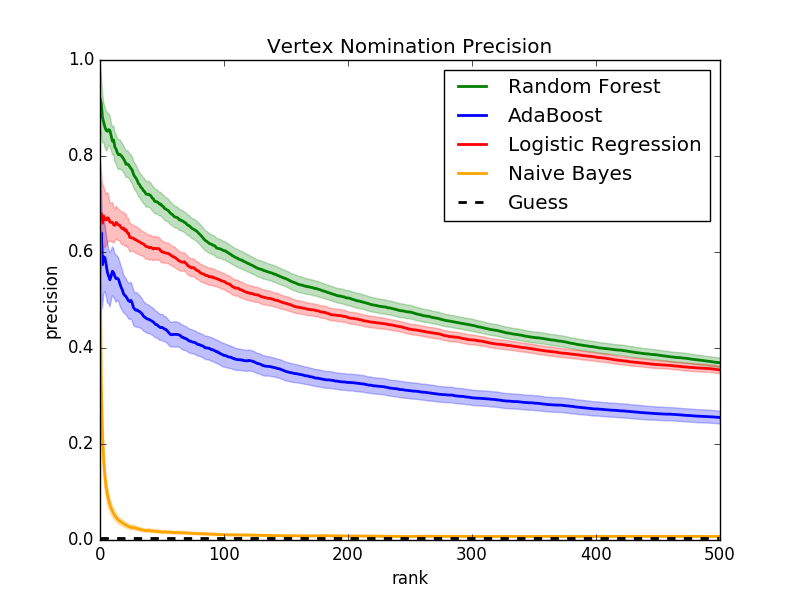 Vertex Nomination Precision
1.0
0.8
0.6
0.4
0.2
0.0
precision
Random Forest
AdaBoost
Logistic Regression
Naive Bayes
Guess
0 100 200 300 400 500
rank